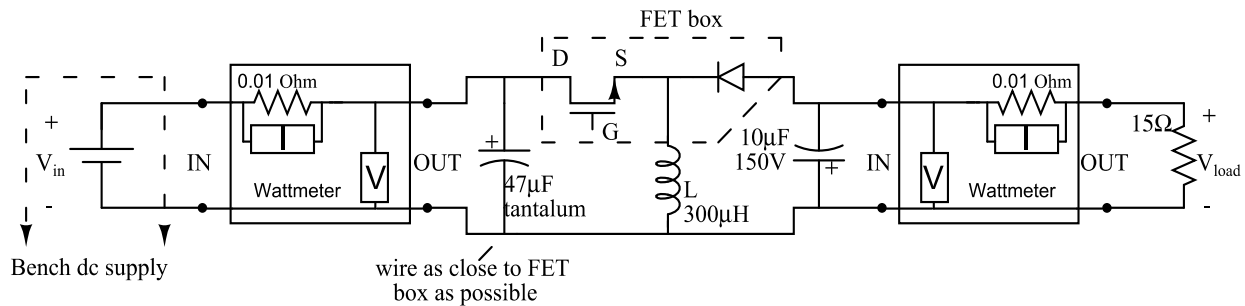 FET box
D
S
G
0.01 Ohm
+
V_in
-
IN
Wattmeter
V
OUT
+
47µF
tantalum
L
300µH
10µF
150V
+
IN
0.01 Ohm
V
Wattmeter
OUT
15Ω
+
V_load
-
Bench dc supply
wire as close to FET
box as possible